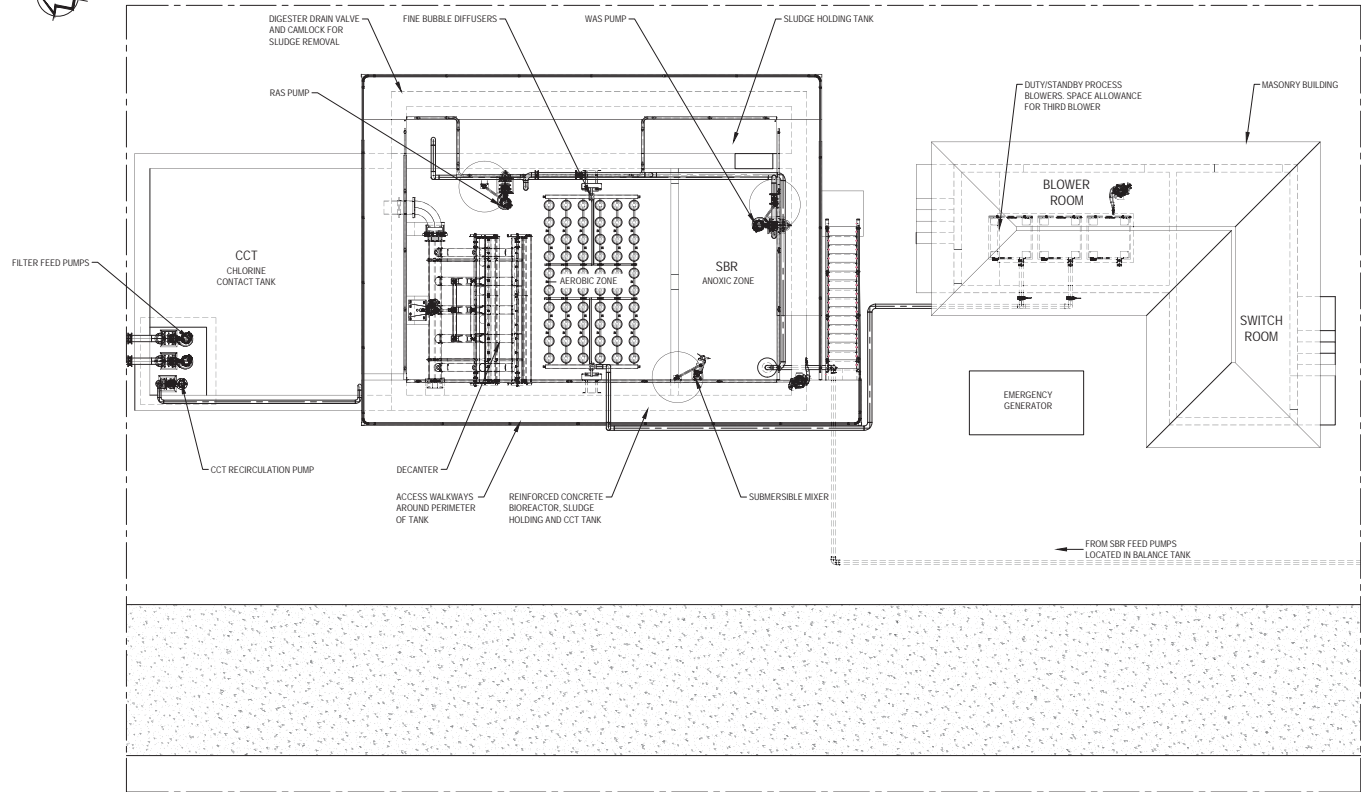 DIGESTER DRAIN VALVE
AND CAMLOCK FOR
SLUDGE REMOVAL
FINE BUBBLE DIFFUSERS
WAS PUMP
SLUDGE HOLDING TANK
RAS PUMP
DUTY/STANDBY PROCESS
BLOWERS. SPACE ALLOWANCE
FOR THIRD BLOWER
MASONRY BUILDING
BLOWER
ROOM
FILTER FEED PUMPS
CCT
CHLORINE
CONTACT TANK
AEROBIC ZONE
SBR
ANOXIC ZONE
SWITCH
ROOM
EMERGENCY
GENERATOR
CCT RECIRCULATION PUMP
DECANTER
ACCESS WALKWAYS
AROUND PERIMETER
OF TANK
REINFORCED CONCRETE
BIOREACTOR, SLUDGE
HOLDING AND CCT TANK
SUBMERSIBLE MIXER
FROM SBR FEED PUMPS
LOCATED IN BALANCE TANK